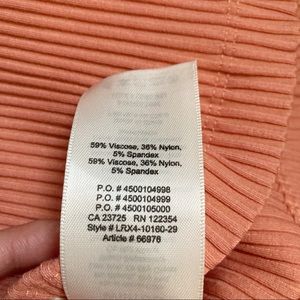 59% Viscose, 36% Nylon,
5% Spandex
59% Viscose, 36% Nylon,
5% Spandex
P.O. # 4500104998
P.O. # 4500104999
P.O. # 4500105000
CA 23725 RN 122354
Style # LRX4-10160-29
Article # 66976